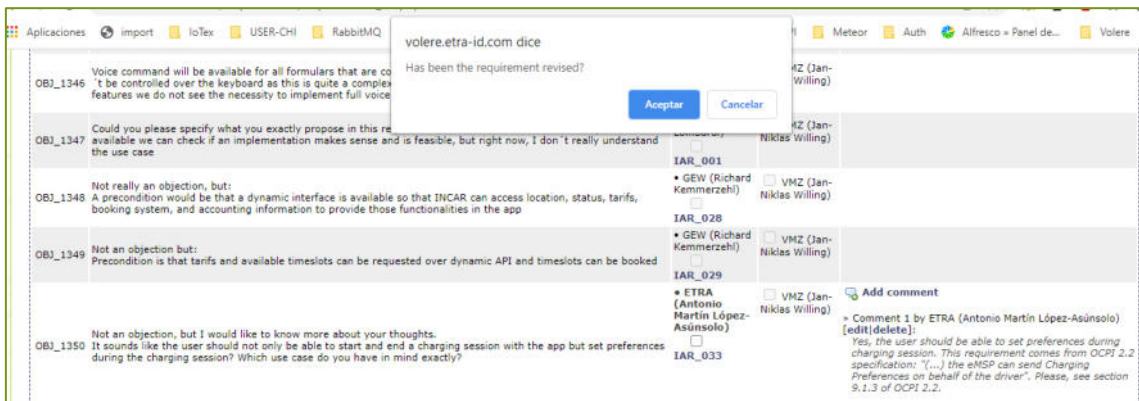 Aplicaciones import IoTex USER-CHI RabbitMQ
Meteor Auth Alfresco » Panel de... Volere
volere.etra-id.com dice
Has been the requirement revised?
Aceptar Cancelar
OBJ_1346
Voice command will be available for all formulars that are co
´t be controlled over the keyboard as this is quite a complex
features we do not see the necessity to implement full voice
MZ (Jan-
Willing)
OBJ_1347
Could you please specify what you exactly propose in this re
available we can check if an implementation makes sense and is feasible, but right now, I don´t really understand
the use case
IAR_001
MZ (Jan-
Niklas Willing)
OBJ_1348
Not really an objection, but:
A precondition would be that a dynamic interface is available so that INCAR can access location, status, tarifs,
booking system, and accounting information to provide those functionalities in the app
• GEW (Richard
Kemmerzehl)
IAR_028
VMZ (Jan-
Niklas Willing)
OBJ_1349
Not an objection but:
Precondition is that tarifs and available timeslots can be requested over dynamic API and timeslots can be booked
• GEW (Richard
Kemmerzehl)
IAR_029
VMZ (Jan-
Niklas Willing)
OBJ_1350
Not an objection, but I would like to know more about your thoughts.
It sounds like the user should not only be able to start and end a charging session with the app but set preferences
during the charging session? Which use case do you have in mind exactly?
• ETRA
(Antonio
Martín López-
Asúnsolo)
IAR_033
VMZ (Jan-
Niklas Willing)
Add comment
» Comment 1 by ETRA (Antonio Martín López-Asúnsolo)
[edit|delete]:
Yes, the user should be able to set preferences during
charging session. This requirement comes from OCPI 2.2
specification: "(...) the eMSP can send Charging
Preferences on behalf of the driver". Please, see section
9.1.3 of OCPI 2.2.